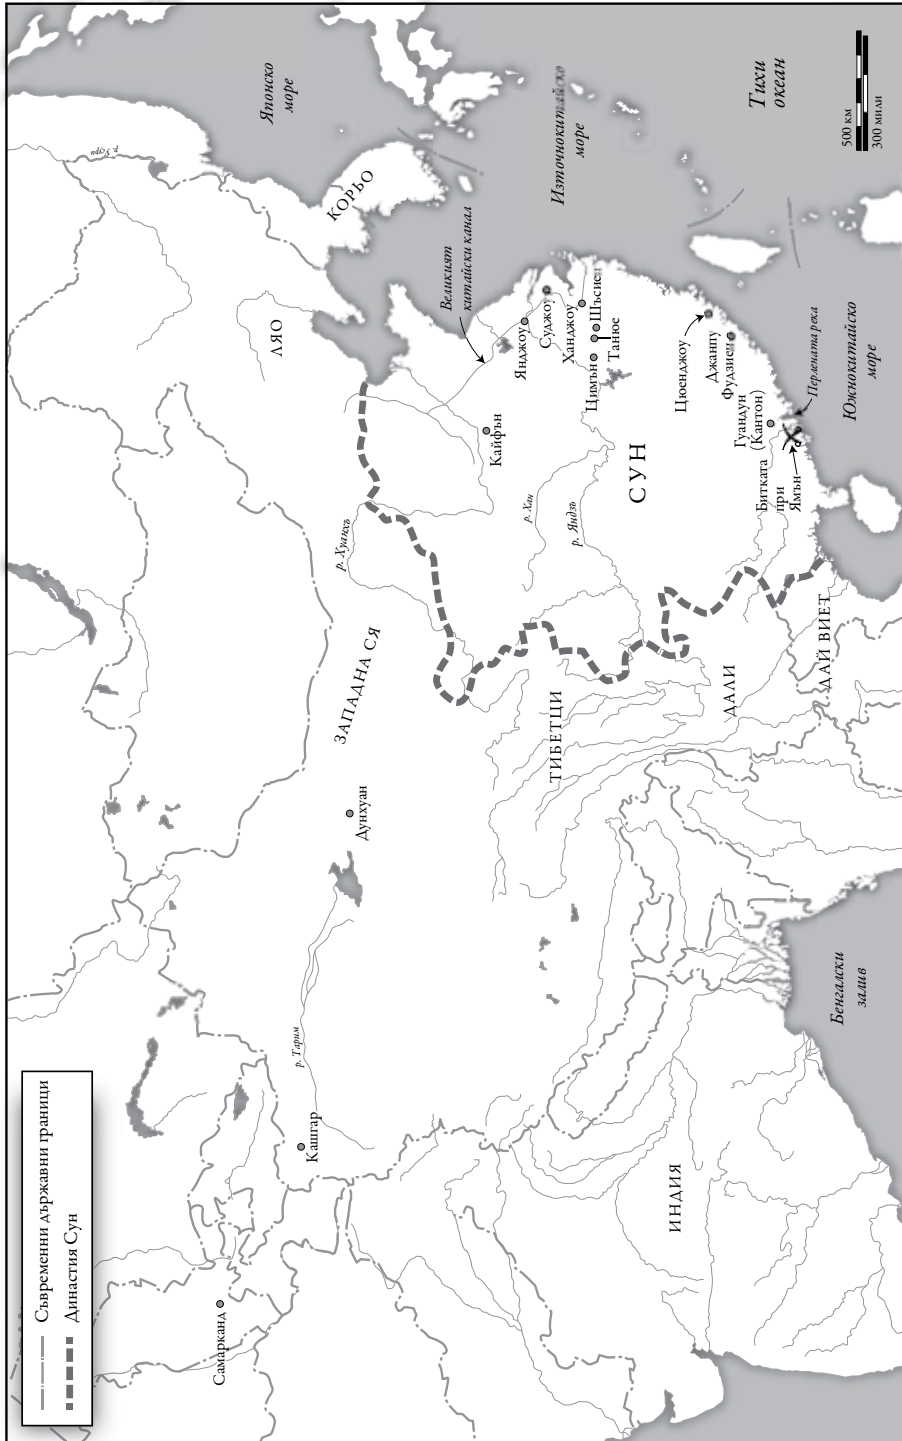 Съвременни държавни граници
Династия Сун
Самарканд
Кашгар
р. Тарим
Дунхуан
ЗАПАДНА СЯ
р. Хуанхъ
ЛЯО
р. Усури
Японско
море
КОРЬО
Великият
китайски канал
Кайфън
Янджоу
Суджоу
Ханджоу
Шъсиен
Танюе
Цимън
Източнокитайско
море
Тихи
океан
500 км
300 мили
р. Хан
р. Яндзъ
СУН
ТИБЕТЦИ
ДАЛИ
ДАЙ ВИЕТ
Цюенджоу
Джанпу
Фудзиен
Гуандун
(Кантон)
Битката
при
Ямън
Перлената река
Южнокитайско
море
ИНДИЯ
Бенгалски
залив